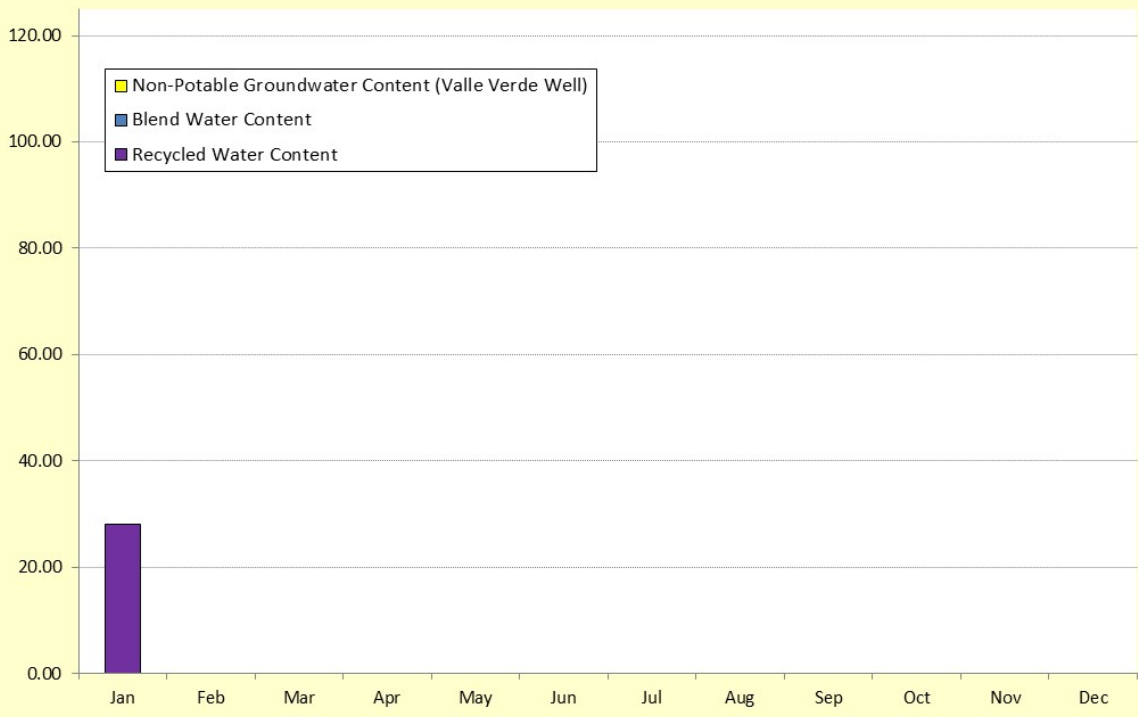 120.00
Non-Potable Groundwater Content (Valle Verde Well)
Blend Water Content
100.00
Recycled Water Content
80.00
60.00
40.00
20.00
0.00
Jan Feb Mar Apr May Jun Jul Aug Sep Oct Nov Dec